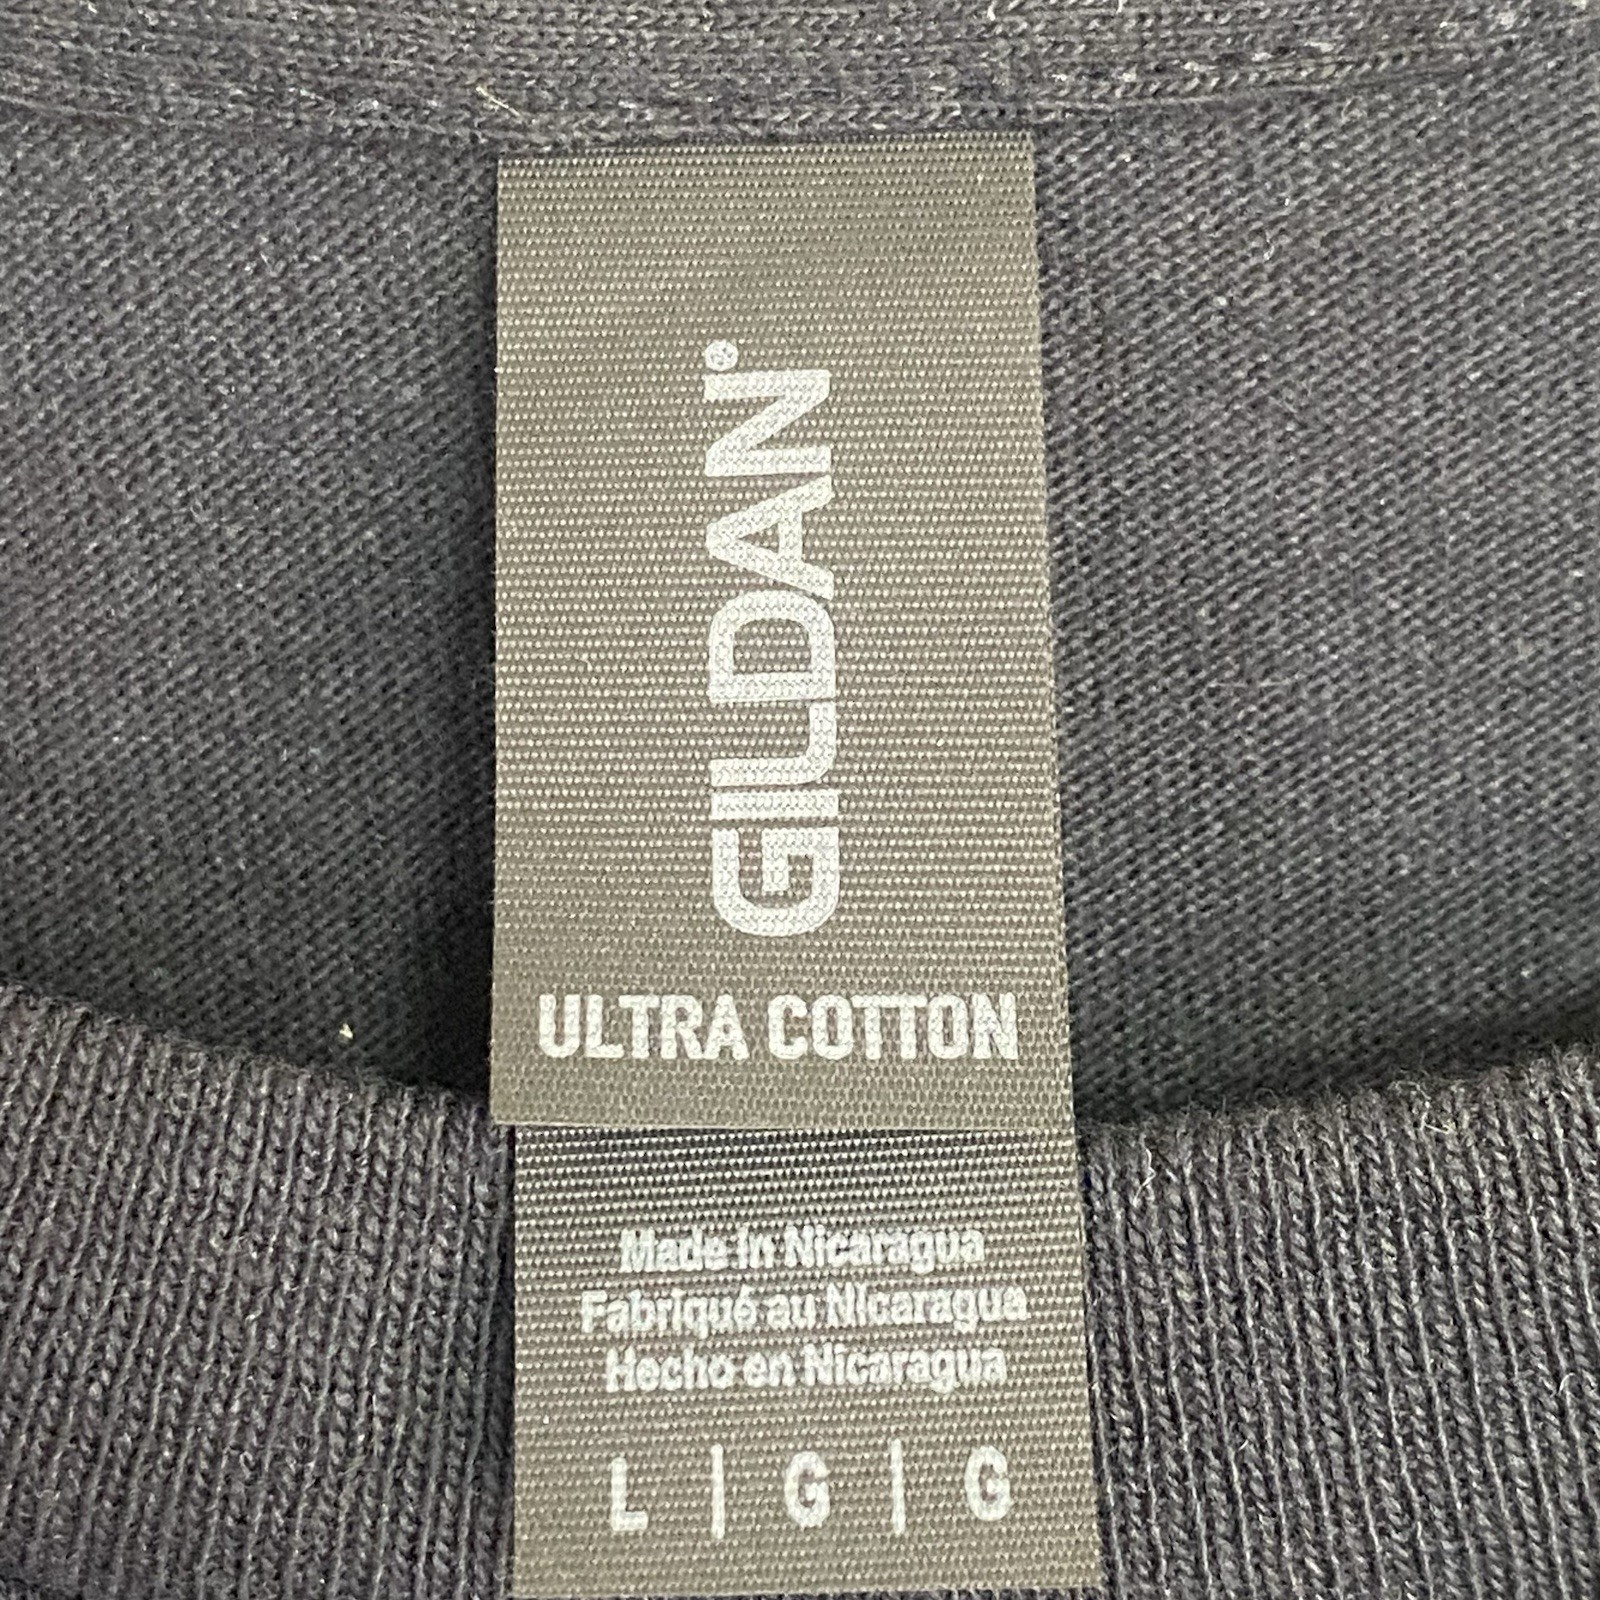 GILDAN®
ULTRA COTTON
Made in Nicaragua
Fabriqué au Nicaragua
Hecho en Nicaragua
L | G | G